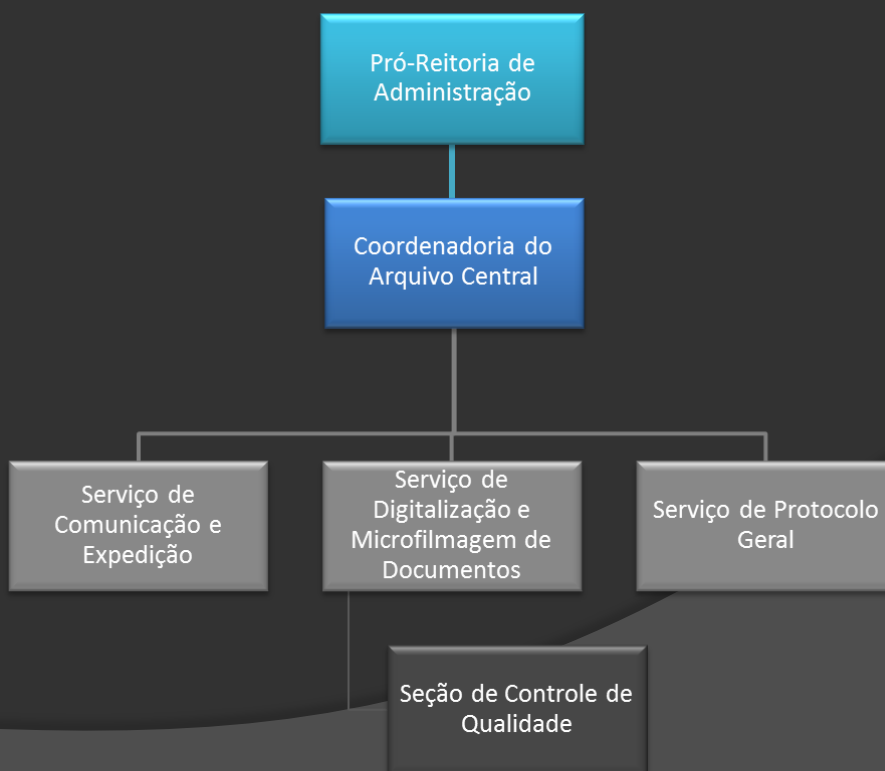 Pró-Reitoria de
Administração
Coordenadoria do
Arquivo Central
Serviço de
Comunicação e
Expedição
Serviço de
Digitalização e
Microfilmagem de
Documentos
Serviço de Protocolo
Geral
Seção de Controle de
Qualidade